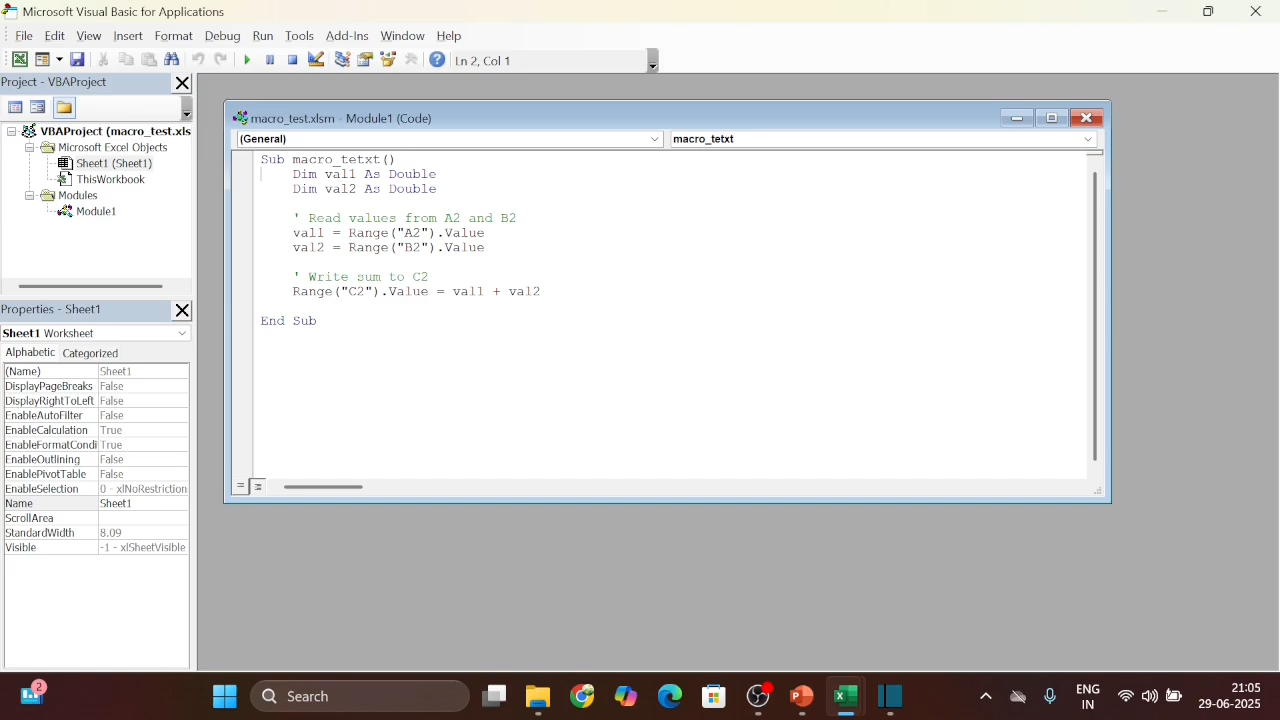 Microsoft Visual Basic for Applications
File Edit View Insert Format Debug Run Tools Add-Ins Window Help
Ln 2, Col 1
Project - VBAProject
VBAProject (macro_test.xls
Microsoft Excel Objects
Sheet1 (Sheet1)
ThisWorkbook
Modules
Module1
Properties - Sheet1
Sheet1 Worksheet
Alphabetic Categorized
(Name) Sheet1
DisplayPageBreaks False
DisplayRightToLeft False
EnableAutoFilter False
EnableCalculation True
EnableFormatCondi True
EnableOutlining False
EnablePivotTable False
EnableSelection 0 - xlNoRestriction
Name Sheet1
ScrollArea
StandardWidth 8.09
Visible -1 - xlSheetVisible
macro_test.xlsm - Module1 (Code)
(General) macro_tetxt
Sub macro_tetxt()
Dim val1 As Double
Dim val2 As Double
' Read values from A2 and B2
val1 = Range("A2").Value
val2 = Range("B2").Value
' Write sum to C2
Range("C2").Value = val1 + val2
End Sub
2
Search
ENG
IN
21:05
29-06-2025